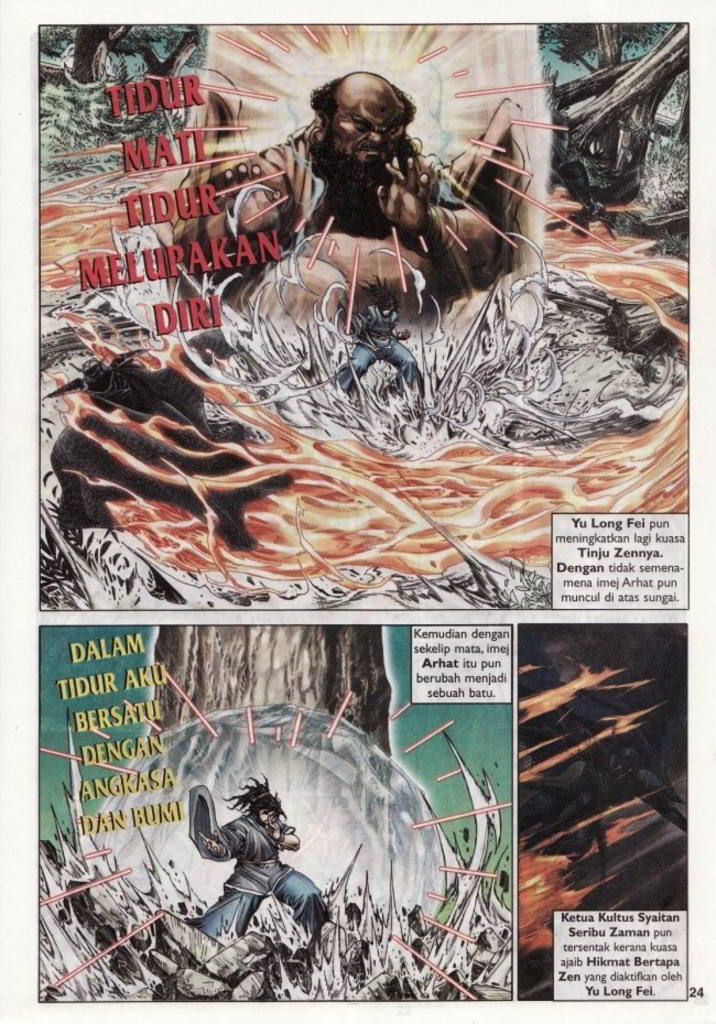 TIDUR
MATI
TIDUR
MELUPAKAN
DIRI
Yu Long Fei pun
meningkatkan lagi kuasa
Tinju Zennya.
Dengan tidak semena-
mena imej Arhat pun
muncul di atas sungai.
DALAM
TIDUR AKU
BERSATU
DENGAN
ANGKASA
DAN BUMI
Kemudian dengan
sekelip mata, imej
Arhat itu pun
berubah menjadi
sebuah batu.
Ketua Kultus Syaitan
Seribu Zaman pun
tersentak kerana kuasa
ajaib Hikmat Bertapa
Zen yang diaktifkan oleh
Yu Long Fei.
24
22